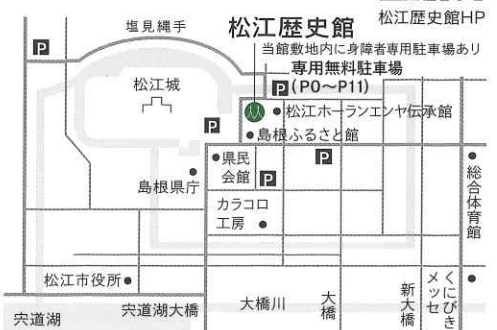 松江歴史館HP
塩見縄手
松江歴史館
当館敷地内に身障者専用駐車場あり
専用無料駐車場
(P0～P11)
P
P
松江城
松江ホーランエンヤ伝承館
P
島根ふるさと館
県民
会館
P
P
島根県庁
カラコロ
工房
総合体育館
松江市役所
くにびき
メッセ
宍道湖
宍道湖大橋
大橋川
大橋
新大橋